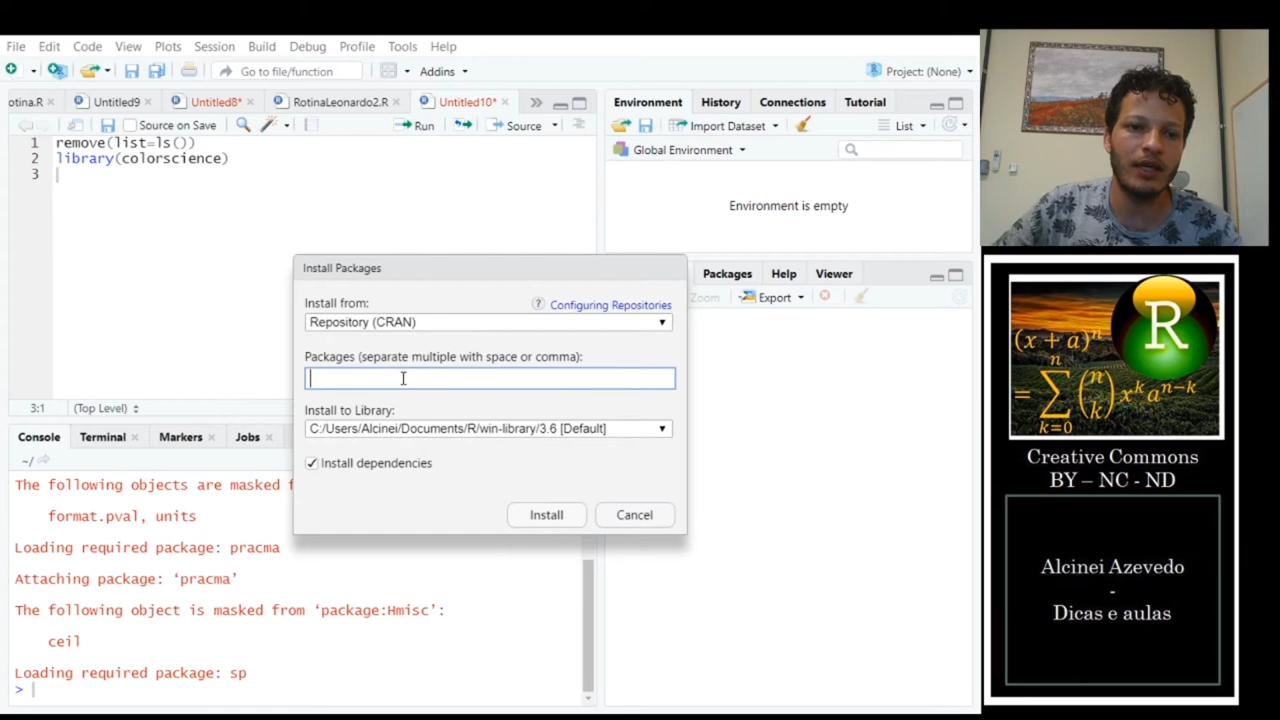 File Edit Code View Plots Session Build Debug Profile Tools Help
Go to file/function Addins Project: (None)
otina.R Untitled9 Untitled8* RotinaLeonardo2.R Untitled10*
Source on Save Run Source
1 remove(list=ls())
2 library(colorscience)
3
3:1 (Top Level)
Console Terminal Markers Jobs
~/
The following objects are masked f
format.pval, units
Loading required package: pracma
Attaching package: ‘pracma’
The following object is masked from ‘package:Hmisc’:
ceil
Loading required package: sp
>
Environment History Connections Tutorial
Import Dataset List
Global Environment
Environment is empty
Packages Help Viewer
Zoom Export
Install Packages
Install from: ? Configuring Repositories
Repository (CRAN)
Packages (separate multiple with space or comma):
Install to Library:
C:/Users/Alcinei/Documents/R/win-library/3.6 [Default]
Install dependencies
Install Cancel
R
(x + a)^n
= ∑_{k=0}^{n} (n k) x^k a^{n-k}
Creative Commons
BY – NC - ND
Alcinei Azevedo
-
Dicas e aulas